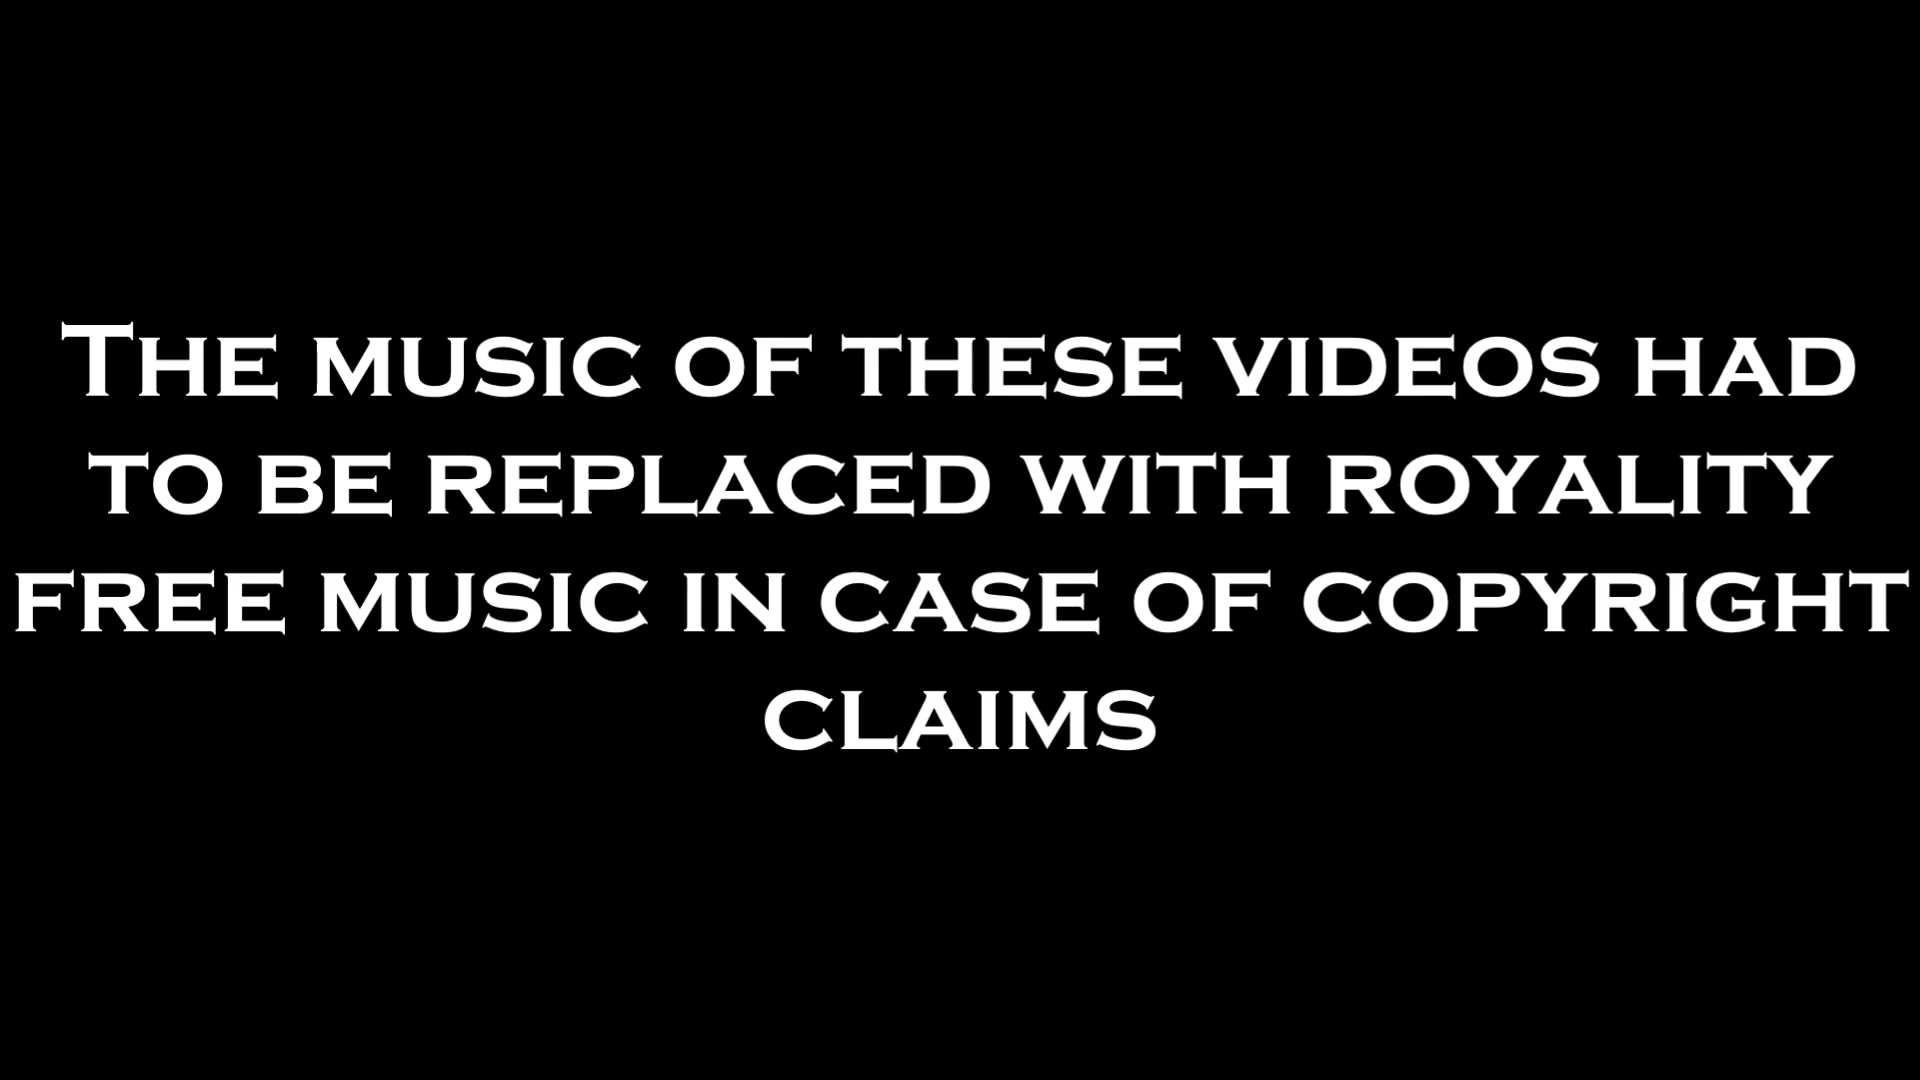 The music of these videos had
to be replaced with royality
free music in case of copyright
claims